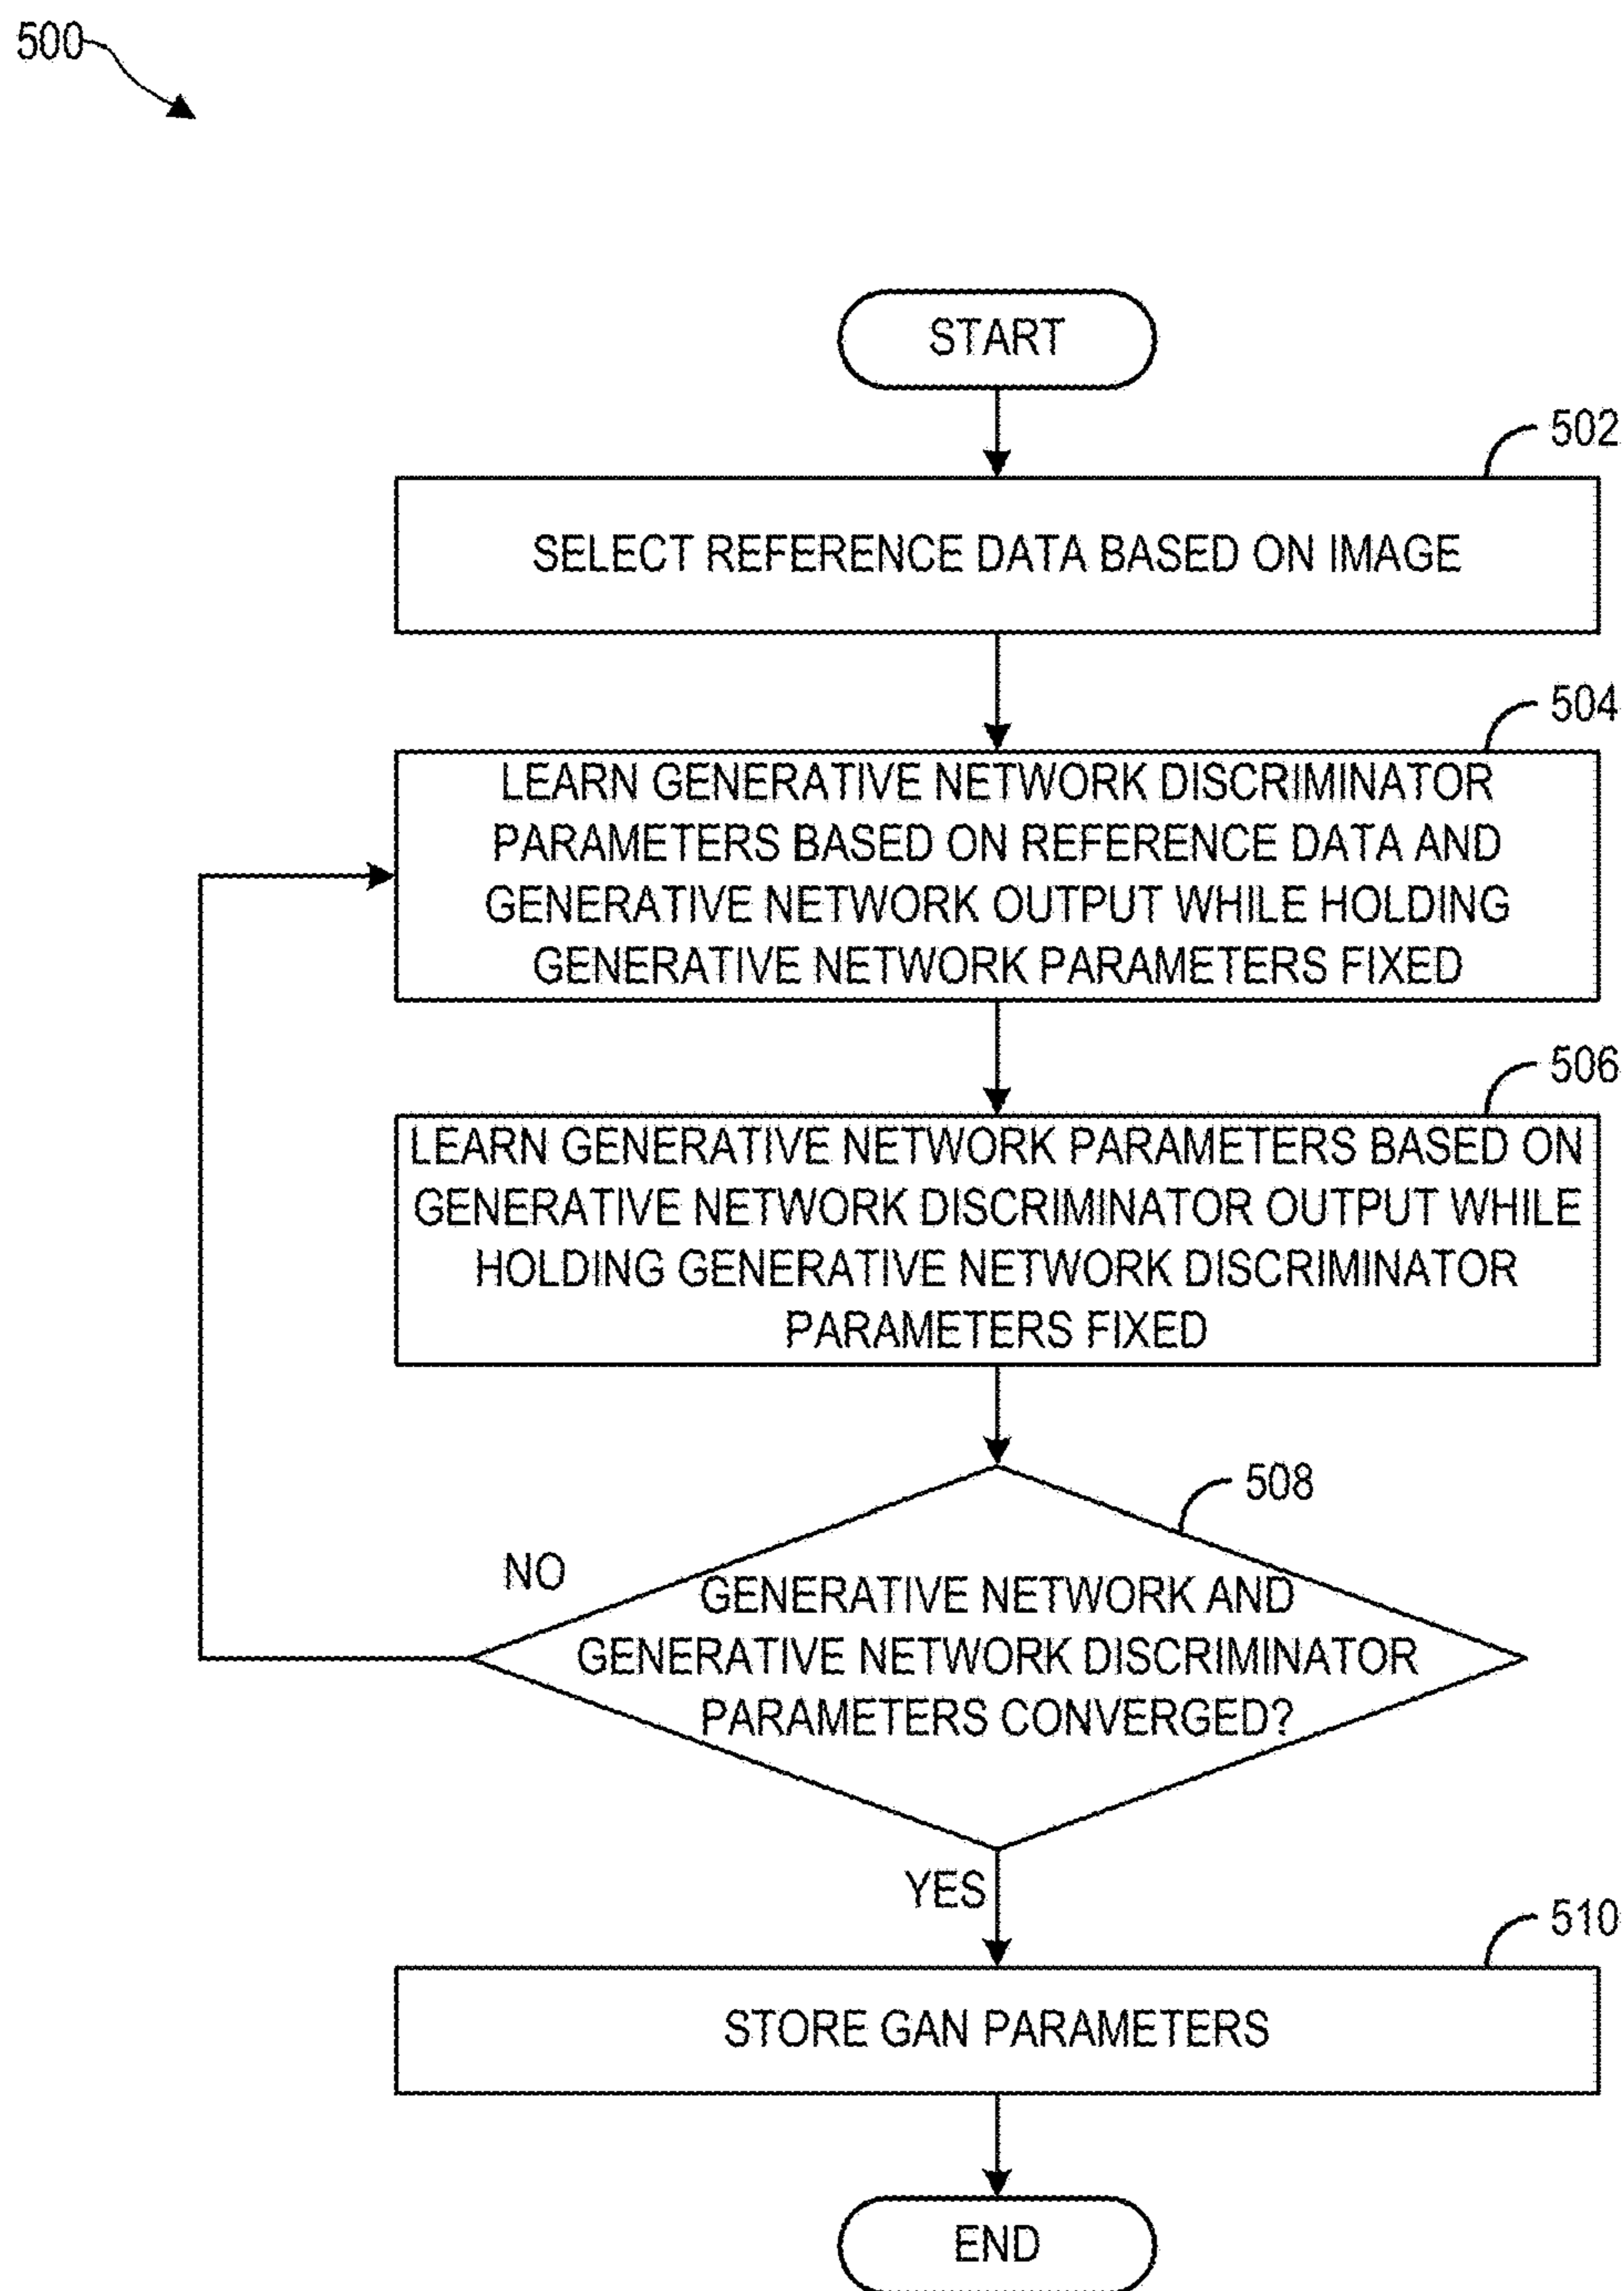 500
START
502
SELECT REFERENCE DATA BASED ON IMAGE
504
LEARN GENERATIVE NETWORK DISCRIMINATOR
PARAMETERS BASED ON REFERENCE DATA AND
GENERATIVE NETWORK OUTPUT WHILE HOLDING
GENERATIVE NETWORK PARAMETERS FIXED
506
LEARN GENERATIVE NETWORK PARAMETERS BASED ON
GENERATIVE NETWORK DISCRIMINATOR OUTPUT WHILE
HOLDING GENERATIVE NETWORK DISCRIMINATOR
PARAMETERS FIXED
508
NO
GENERATIVE NETWORK AND
GENERATIVE NETWORK DISCRIMINATOR
PARAMETERS CONVERGED?
YES
510
STORE GAN PARAMETERS
END